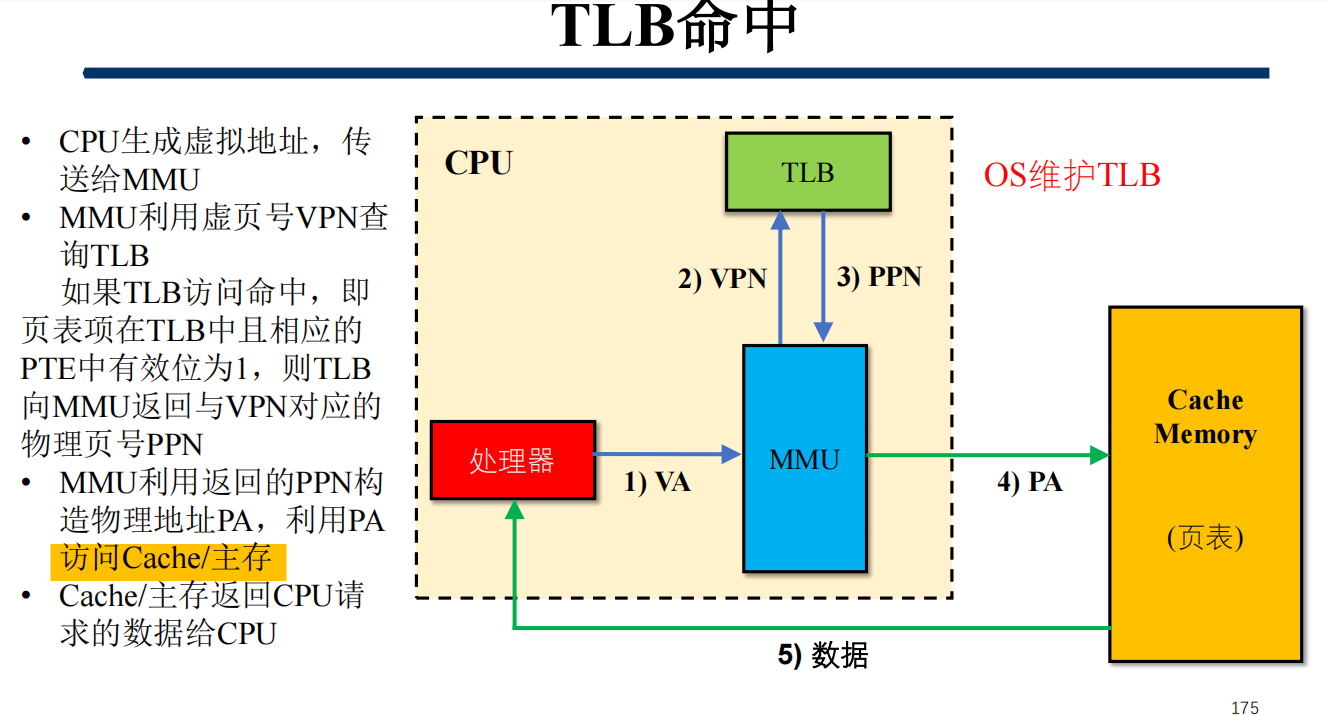 TLB命中
• CPU生成虚拟地址，传
送给MMU
• MMU利用虚页号VPN查
询TLB
如果TLB访问命中，即
页表项在TLB中且相应的
PTE中有效位为1，则TLB
向MMU返回与VPN对应的
物理页号PPN
• MMU利用返回的PPN构
造物理地址PA，利用PA
访问Cache/主存
• Cache/主存返回CPU请
求的数据给CPU
CPU
TLB
OS维护TLB
2) VPN
3) PPN
处理器
1) VA
MMU
4) PA
Cache
Memory
(页表)
5) 数据
175